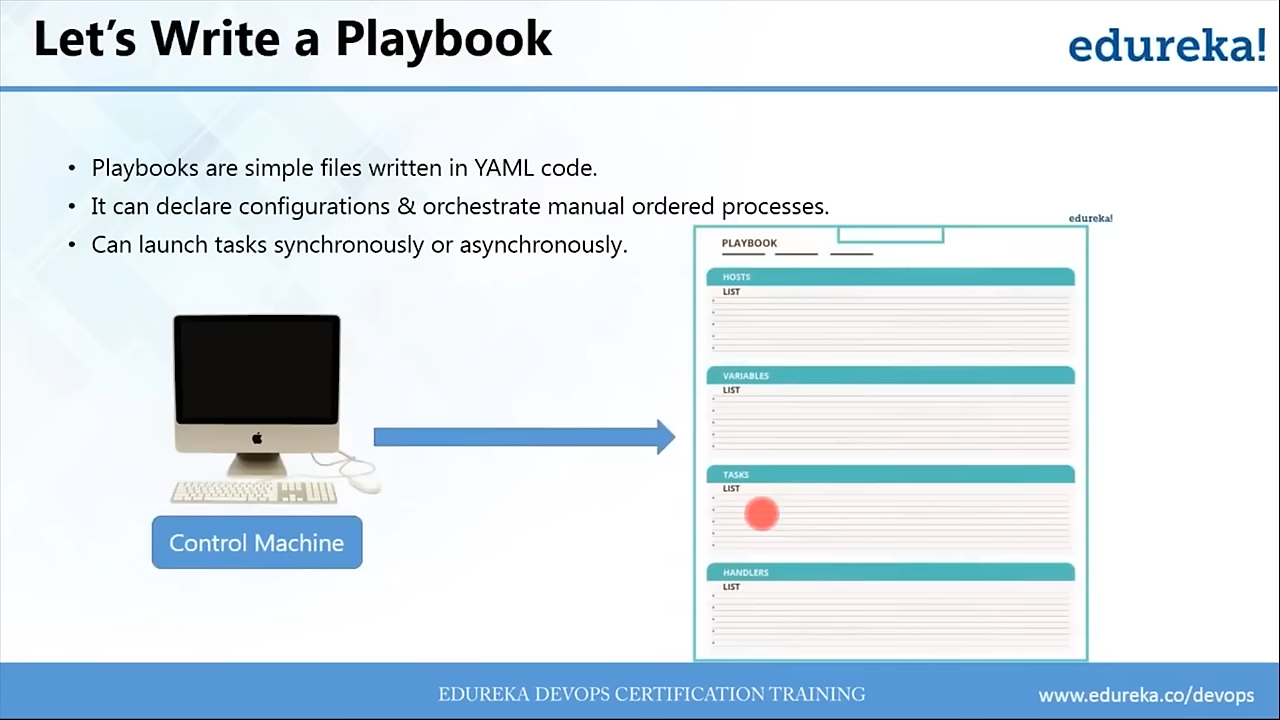 Let's Write a Playbook
edureka!
• Playbooks are simple files written in YAML code.
• It can declare configurations & orchestrate manual ordered processes.
• Can launch tasks synchronously or asynchronously.
edureka!
PLAYBOOK
HOSTS
LIST
VARIABLES
LIST
TASKS
LIST
HANDLERS
LIST
Control Machine
EDUREKA DEVOPS CERTIFICATION TRAINING
www.edureka.co/devops